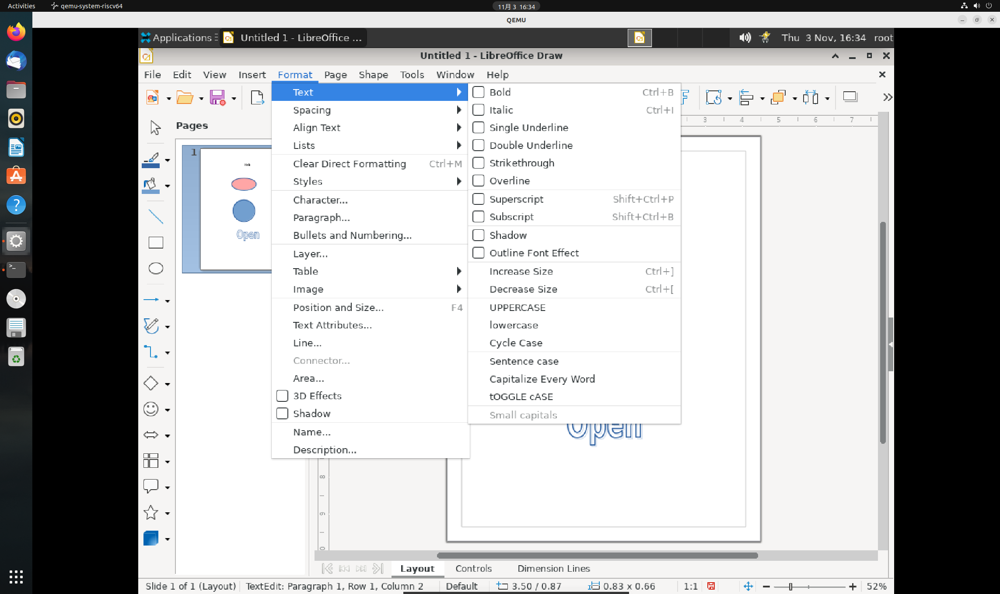 Activities qemu-system-riscv64 11月 3 16:34
QEMU
Applications Untitled 1 - LibreOffice ... Thu 3 Nov, 16:34 root
Untitled 1 - LibreOffice Draw
File Edit View Insert Format Page Shape Tools Window Help
Pages
1
Open
Text
Spacing
Align Text
Lists
Clear Direct Formatting Ctrl+M
Styles
Character...
Paragraph...
Bullets and Numbering...
Layer...
Table
Image
Position and Size... F4
Text Attributes...
Line...
Connector...
Area...
3D Effects
Shadow
Name...
Description...
Bold Ctrl+B
Italic Ctrl+I
Single Underline
Double Underline
Strikethrough
Overline
Superscript Shift+Ctrl+P
Subscript Shift+Ctrl+B
Shadow
Outline Font Effect
Increase Size Ctrl+]
Decrease Size Ctrl+[
UPPERCASE
lowercase
Cycle Case
Sentence case
Capitalize Every Word
tOGGLE cASE
Small capitals
3 4 5 6 7
Open
8
9
Layout Controls Dimension Lines
Slide 1 of 1 (Layout) TextEdit: Paragraph 1, Row 1, Column 2 Default 3.50 / 0.87 0.83 x 0.66 1:1 52%